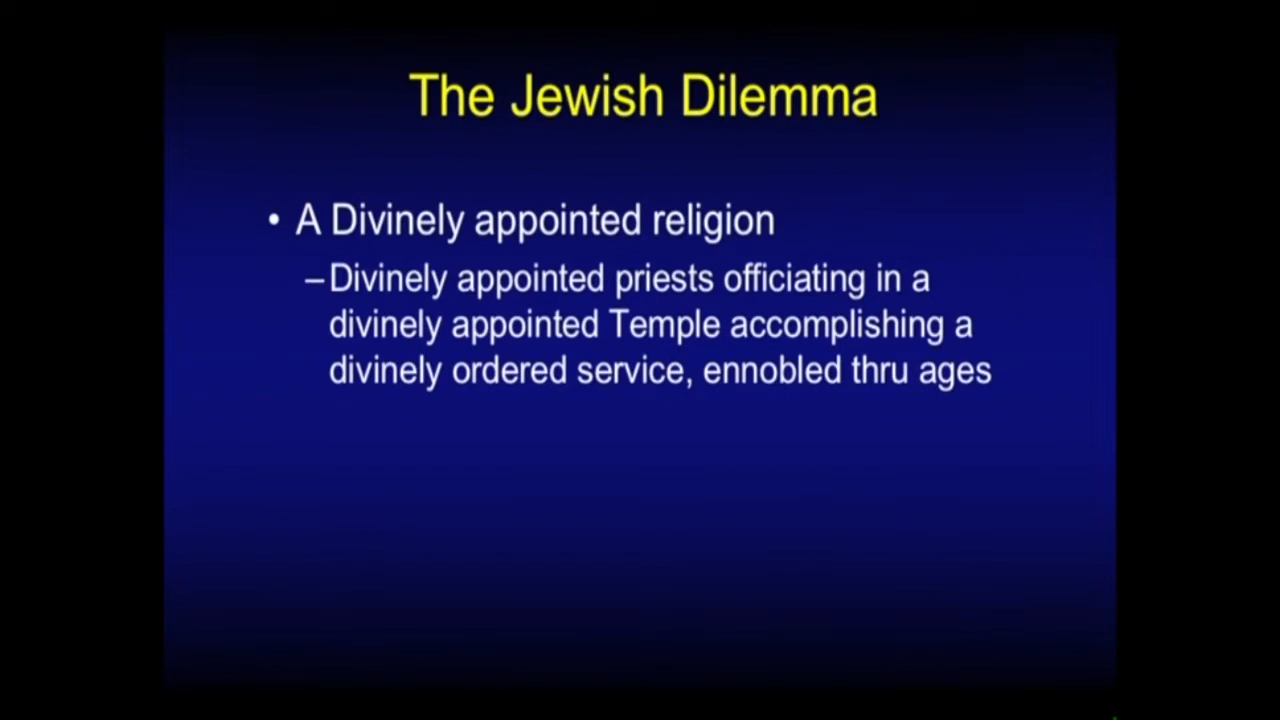 The Jewish Dilemma
• A Divinely appointed religion
–Divinely appointed priests officiating in a
divinely appointed Temple accomplishing a
divinely ordered service, ennobled thru ages